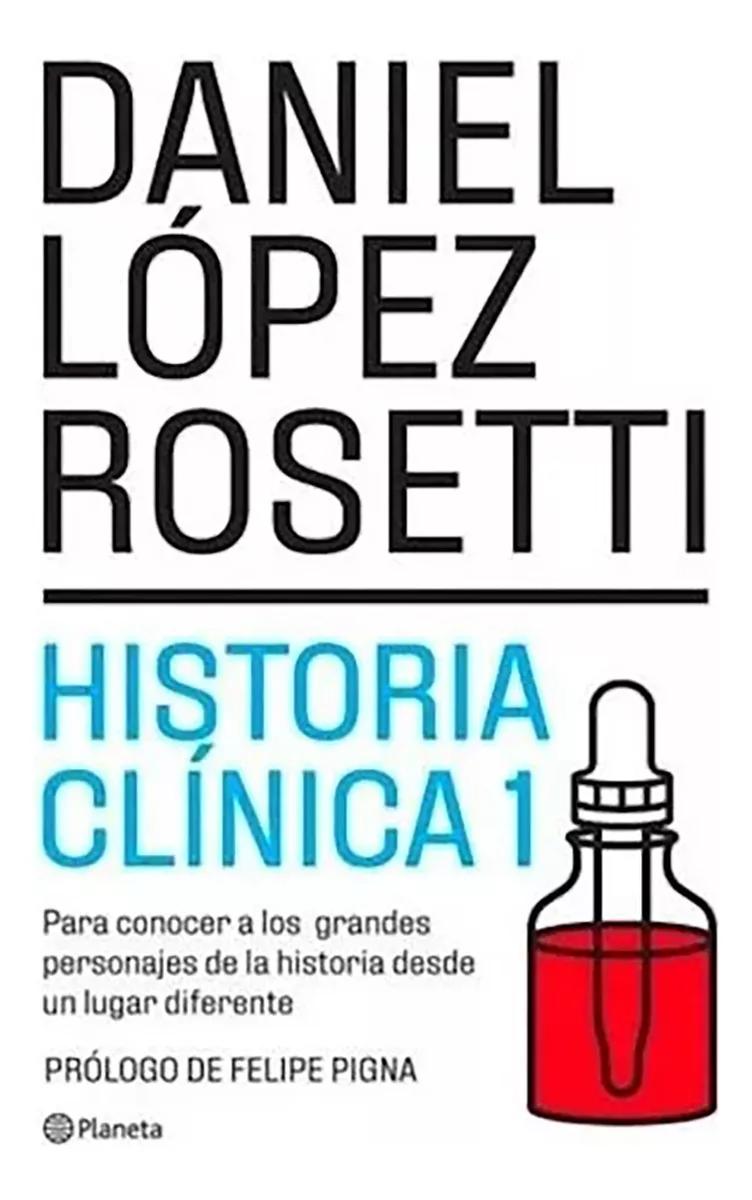 DANIEL
LÓPEZ
ROSETTI
HISTORIA
CLÍNICA 1
Para conocer a los grandes
personajes de la historia desde
un lugar diferente
PRÓLOGO DE FELIPE PIGNA
Planeta